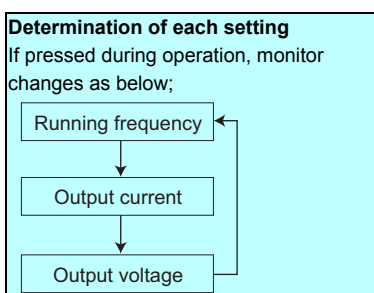 Determination of each setting
If pressed during operation, monitor
changes as below;
Running frequency
Output current
Output voltage